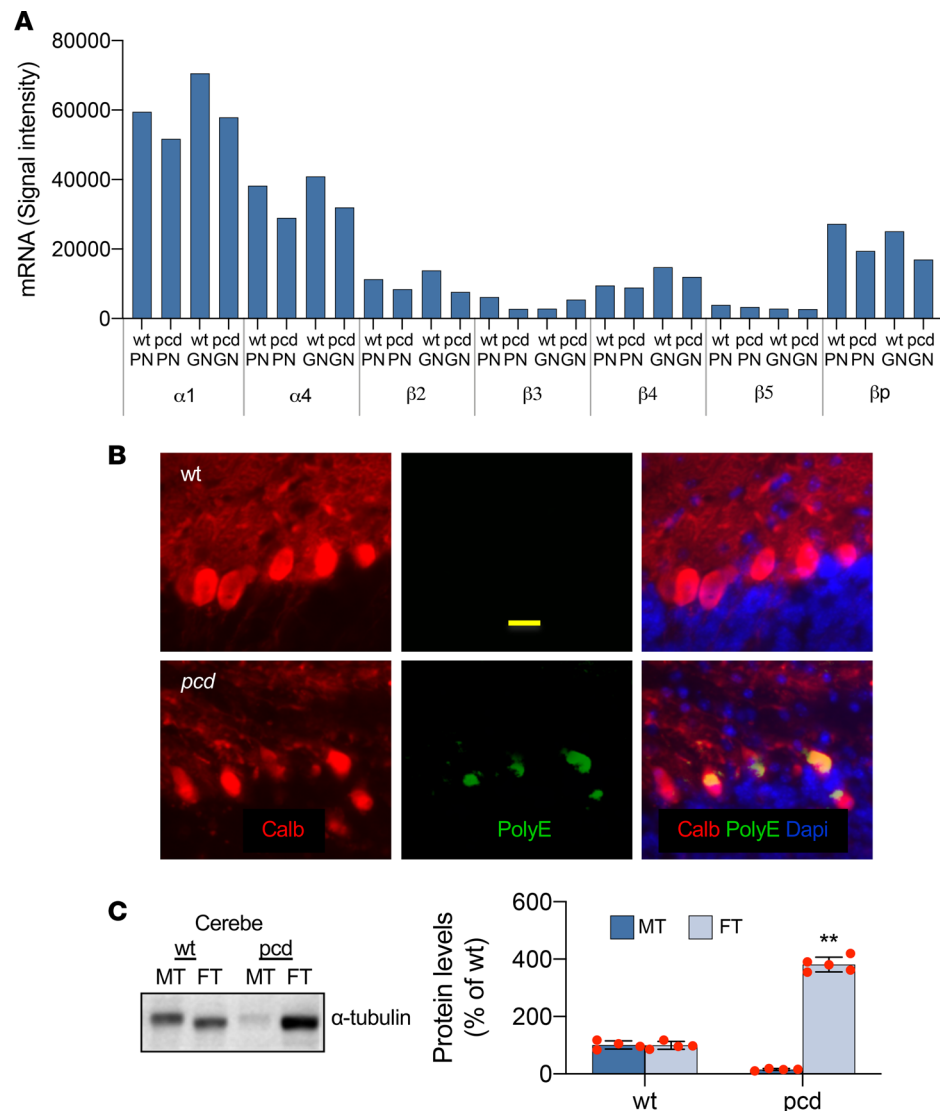 A
mRNA (Signal intensity)
80000
60000
40000
20000
0
wt pcd wt pcd wt pcd wt pcd wt pcd wt pcd wt pcd wt pcd wt pcd wt pcd wt pcd wt pcd wt pcd wt pcd
PN PN GN GN PN PN GN GN PN PN GN GN PN PN GN GN PN PN GN GN PN PN GN GN PN PN GN GN
α1 α4 β2 β3 β4 β5 βp
B
wt
pcd
Calb
PolyE
Calb PolyE Dapi
C
Cerebe
wt pcd
MT FT MT FT
α-tubulin
Protein levels
(% of wt)
600
400
200
0
MT FT
**
wt pcd